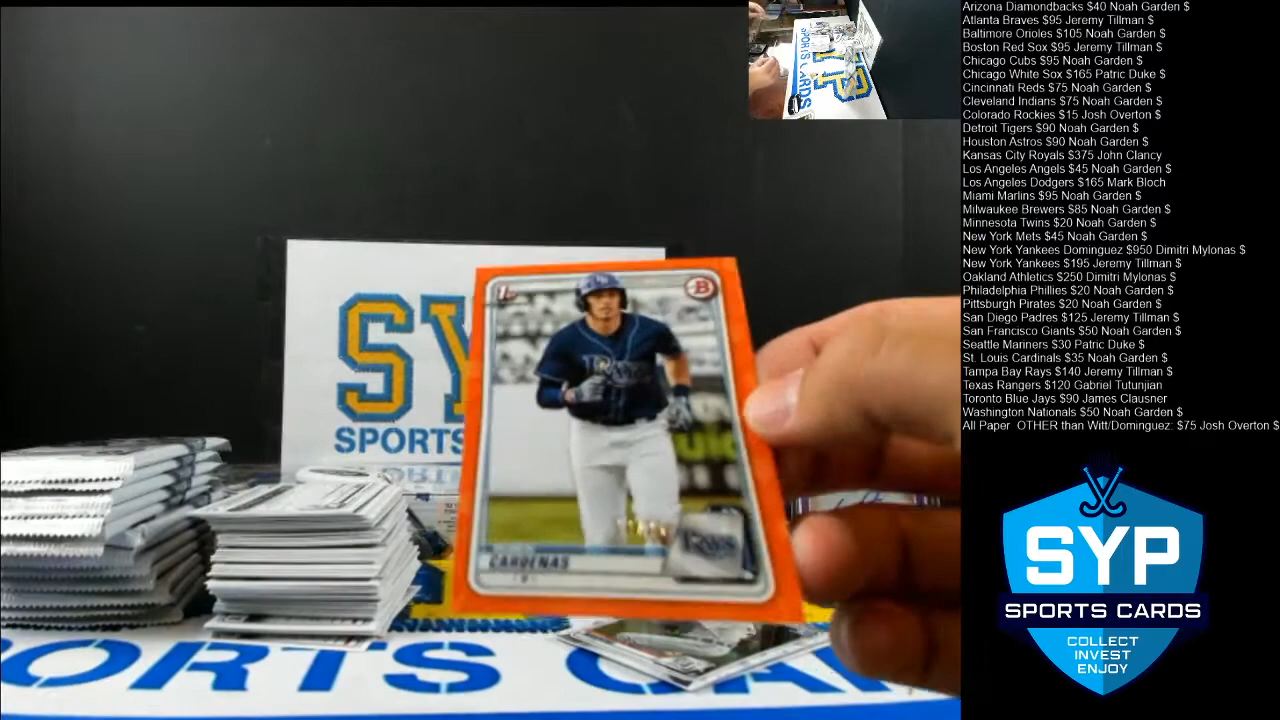 Arizona Diamondbacks $40 Noah Garden $
Atlanta Braves $95 Jeremy Tillman $
Baltimore Orioles $105 Noah Garden $
Boston Red Sox $95 Jeremy Tillman $
Chicago Cubs $95 Noah Garden $
Chicago White Sox $165 Patric Duke $
Cincinnati Reds $75 Noah Garden $
Cleveland Indians $75 Noah Garden $
Colorado Rockies $15 Josh Overton $
Detroit Tigers $90 Noah Garden $
Houston Astros $90 Noah Garden $
Kansas City Royals $375 John Clancy
Los Angeles Angels $45 Noah Garden $
Los Angeles Dodgers $165 Mark Bloch
Miami Marlins $95 Noah Garden $
Milwaukee Brewers $85 Noah Garden $
Minnesota Twins $20 Noah Garden $
New York Mets $45 Noah Garden $
New York Yankees Dominguez $950 Dimitri Mylonas $
New York Yankees $195 Jeremy Tillman $
Oakland Athletics $250 Dimitri Mylonas $
Philadelphia Phillies $20 Noah Garden $
Pittsburgh Pirates $20 Noah Garden $
San Diego Padres $125 Jeremy Tillman $
San Francisco Giants $50 Noah Garden $
Seattle Mariners $30 Patric Duke $
St. Louis Cardinals $35 Noah Garden $
Tampa Bay Rays $140 Jeremy Tillman $
Texas Rangers $120 Gabriel Tutunjian
Toronto Blue Jays $90 James Clausner
Washington Nationals $50 Noah Garden $
All Paper OTHER than Witt/Dominguez: $75 Josh Overton $
SYP
SPORTS CARDS
COLLECT
INVEST
ENJOY
SY
SPORTS
B
RAYS
CARDENAS
RAYS
ORTS CA
SPORTS CARDS